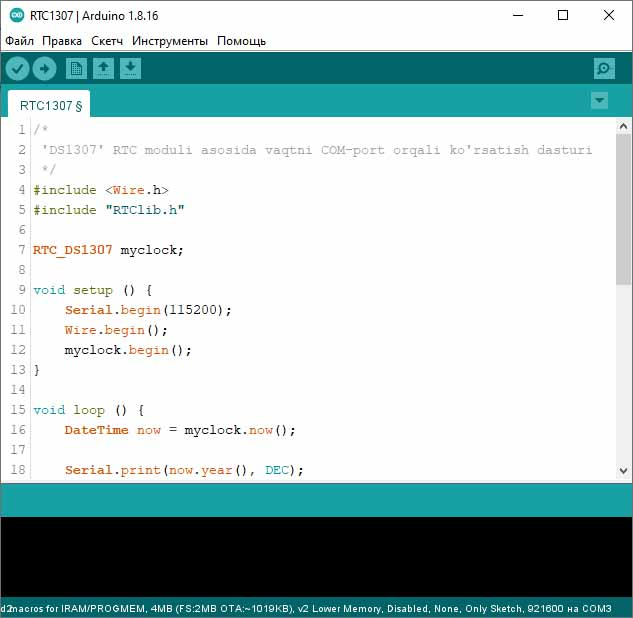 RTC1307 | Arduino 1.8.16
Файл Правка Скетч Инструменты Помощь
RTC1307 §
1 /*
2 'DS1307' RTC moduli asosida vaqtni COM-port orqali ko'rsatish dasturi
3 */
4 #include <Wire.h>
5 #include "RTClib.h"
6
7 RTC_DS1307 myclock;
8
9 void setup () {
10 Serial.begin(115200);
11 Wire.begin();
12 myclock.begin();
13 }
14
15 void loop () {
16 DateTime now = myclock.now();
17
18 Serial.print(now.year(), DEC);
macros for IRAM/PROGMEM, 4MB (FS:2MB OTA:~1019KB), v2 Lower Memory, Disabled, None, Only Sketch, 921600 на COM3